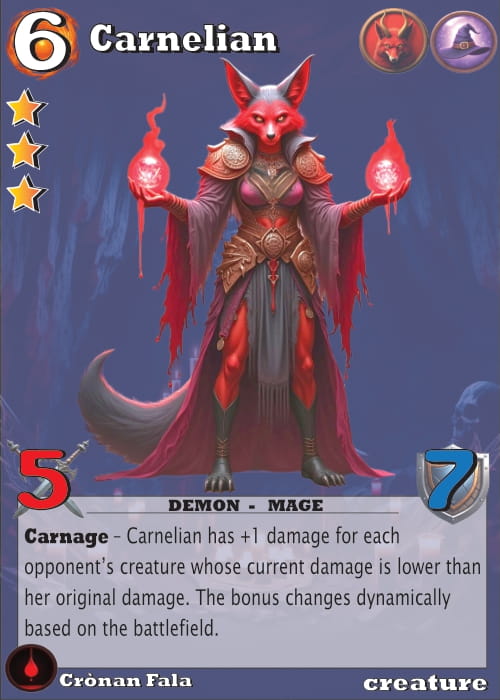 6 Carnelian
5
7
DEMON - MAGE
Carnage - Carnelian has +1 damage for each
opponent's creature whose current damage is lower than
her original damage. The bonus changes dynamically
based on the battlefield.
Crònan Fala
creature